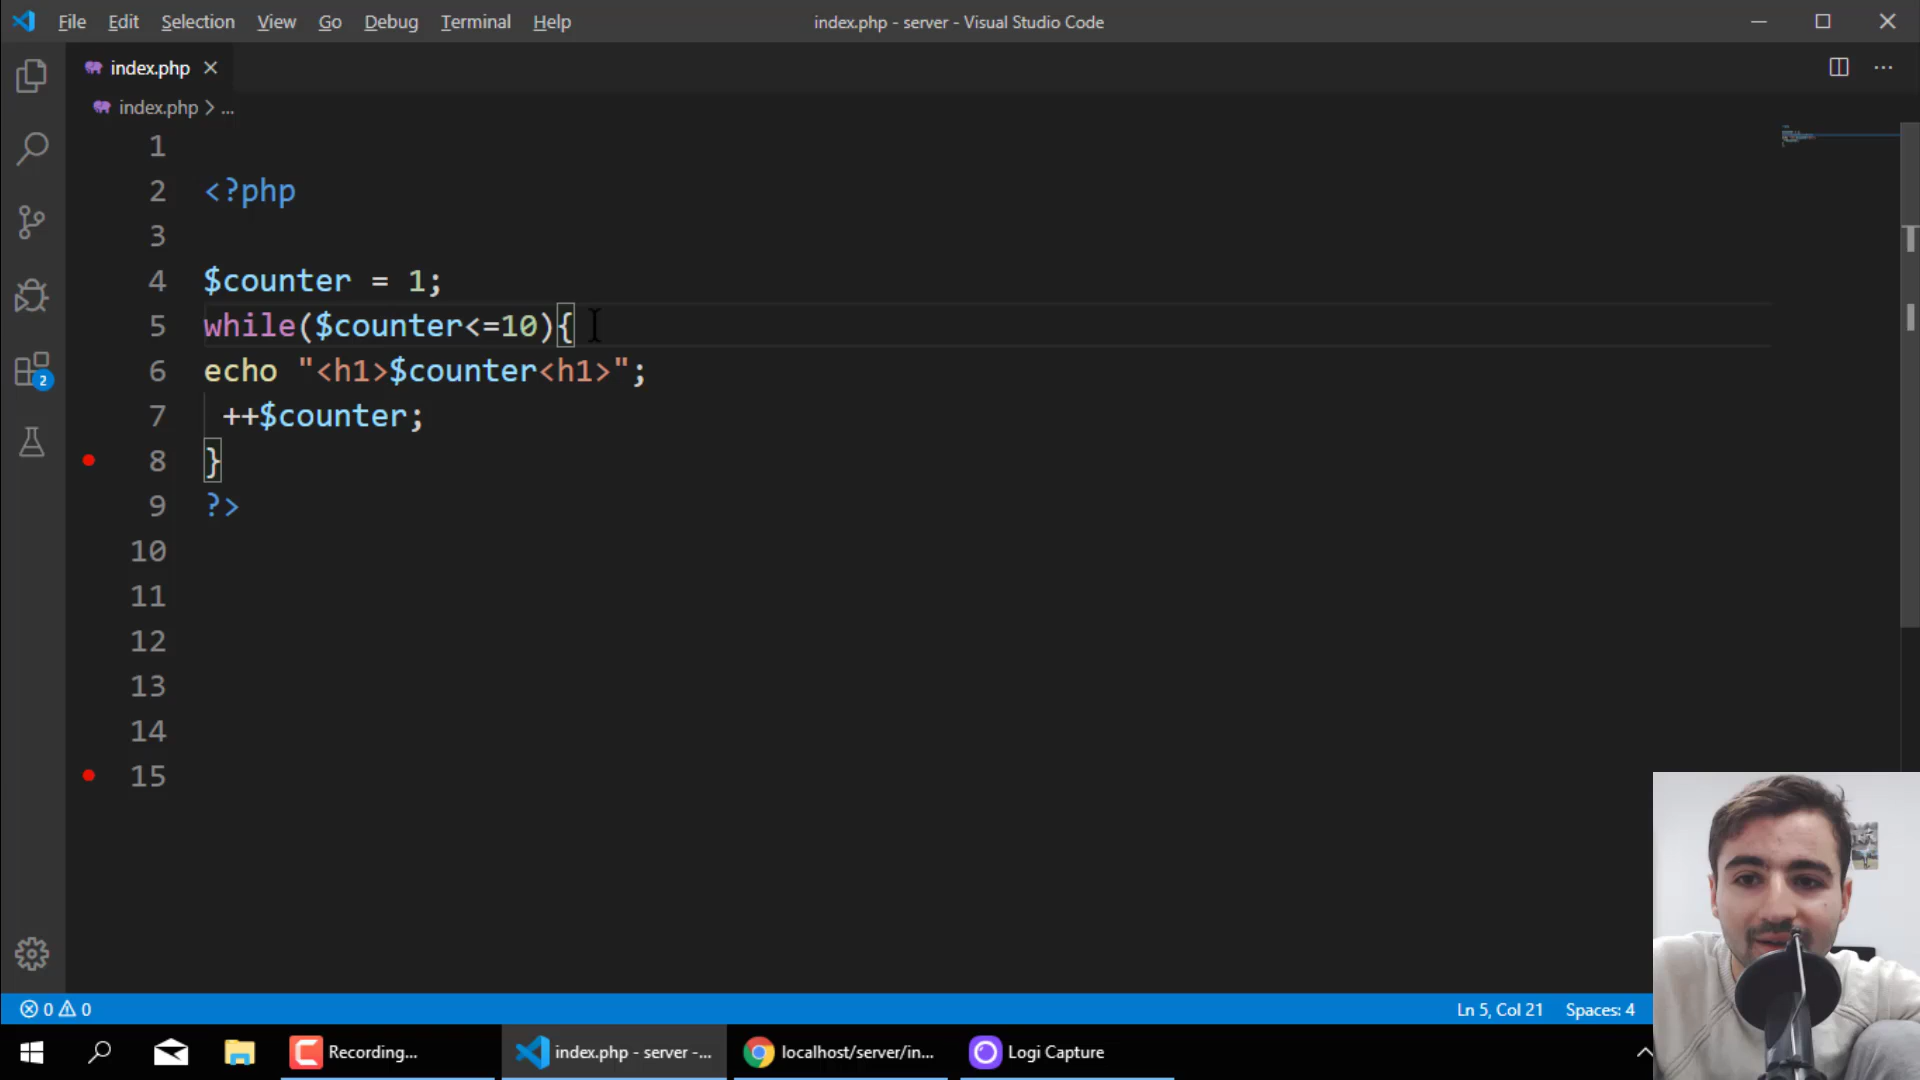 File Edit Selection View Go Debug Terminal Help
index.php - server - Visual Studio Code
index.php
index.php > ...
1
2 <?php
3
4 $counter = 1;
5 while($counter<=10){
6 echo "<h1>$counter<h1>";
7 ++$counter;
8 }
9 ?>
10
11
12
13
14
15
2
0 0
Ln 5, Col 21 Spaces: 4
Recording...
index.php - server -...
localhost/server/in...
Logi Capture